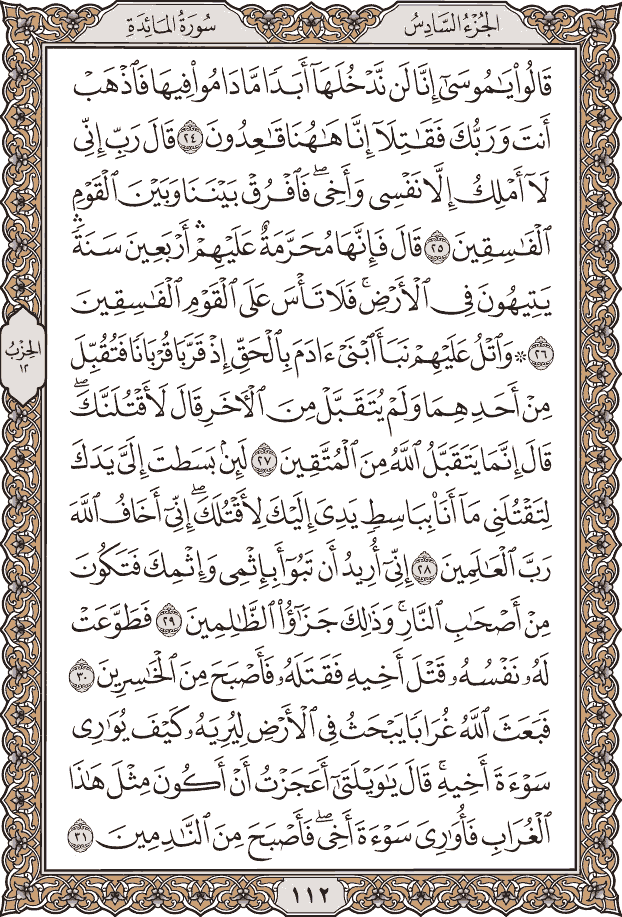 الجُزْءُ السَّادِسُ
سُورَةُ المَائِدَةِ
قَالُواْ يَٰمُوسَىٰٓ إِنَّا لَن نَّدۡخُلَهَآ أَبَدٗا مَّا دَامُواْ فِيهَا فَٱذۡهَبۡ
أَنتَ وَرَبُّكَ فَقَٰتِلَآ إِنَّا هَٰهُنَا قَٰعِدُونَ ٢٤ قَالَ رَبِّ إِنِّي
لَآ أَمۡلِكُ إِلَّا نَفۡسِي وَأَخِيۖ فَٱفۡرُقۡ بَيۡنَنَا وَبَيۡنَ ٱلۡقَوۡمِ
ٱلۡفَٰسِقِينَ ٢٥ قَالَ فَإِنَّهَا مُحَرَّمَةٌ عَلَيۡهِمۡۛ أَرۡبَعِينَ سَنَةٗۛ
يَتِيهُونَ فِي ٱلۡأَرۡضِۚ فَلَا تَأۡسَ عَلَى ٱلۡقَوۡمِ ٱلۡفَٰسِقِينَ
٢٦ ۞ وَٱتۡلُ عَلَيۡهِمۡ نَبَأَ ٱبۡنَيۡ ءَادَمَ بِٱلۡحَقِّ إِذۡ قَرَّبَا قُرۡبَانٗا فَتُقُبِّلَ
مِنۡ أَحَدِهِمَا وَلَمۡ يُتَقَبَّلۡ مِنَ ٱلۡأٓخَرِ قَالَ لَأَقۡتُلَنَّكَۖ
قَالَ إِنَّمَا يَتَقَبَّلُ ٱللَّهُ مِنَ ٱلۡمُتَّقِينَ ٢٧ لَئِنۢ بَسَطتَ إِلَيَّ يَدَكَ
لِتَقۡتُلَنِي مَآ أَنَا۠ بِبَاسِطٖ يَدِيَ إِلَيۡكَ لِأَقۡتُلَكَۖ إِنِّيٓ أَخَافُ ٱللَّهَ
رَبَّ ٱلۡعَٰلَمِينَ ٢٨ إِنِّيٓ أُرِيدُ أَن تَبُوٓأَ بِإِثۡمِي وَإِثۡمِكَ فَتَكُونَ
مِنۡ أَصۡحَٰبِ ٱلنَّارِۚ وَذَٰلِكَ جَزَٰٓؤُاْ ٱلظَّٰلِمِينَ ٢٩ فَطَوَّعَتۡ
لَهُۥ نَفۡسُهُۥ قَتۡلَ أَخِيهِ فَقَتَلَهُۥ فَأَصۡبَحَ مِنَ ٱلۡخَٰسِرِينَ ٣٠
فَبَعَثَ ٱللَّهُ غُرَابٗا يَبۡحَثُ فِي ٱلۡأَرۡضِ لِيُرِيَهُۥ كَيۡفَ يُوَٰرِي
سَوۡءَةَ أَخِيهِۚ قَالَ يَٰوَيۡلَتَىٰٓ أَعَجَزۡتُ أَنۡ أَكُونَ مِثۡلَ هَٰذَا
ٱلۡغُرَابِ فَأُوَٰرِيَ سَوۡءَةَ أَخِيۖ فَأَصۡبَحَ مِنَ ٱلنَّٰدِمِينَ ٣١
الحِزْبُ
١٢
١١٢